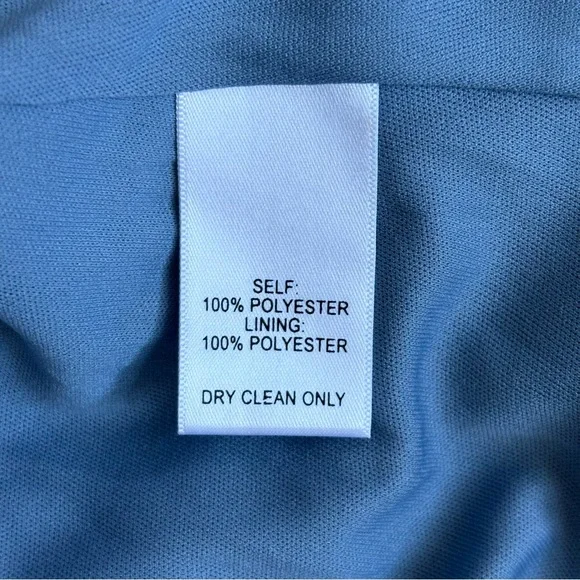 SELF:
100% POLYESTER
LINING:
100% POLYESTER
DRY CLEAN ONLY